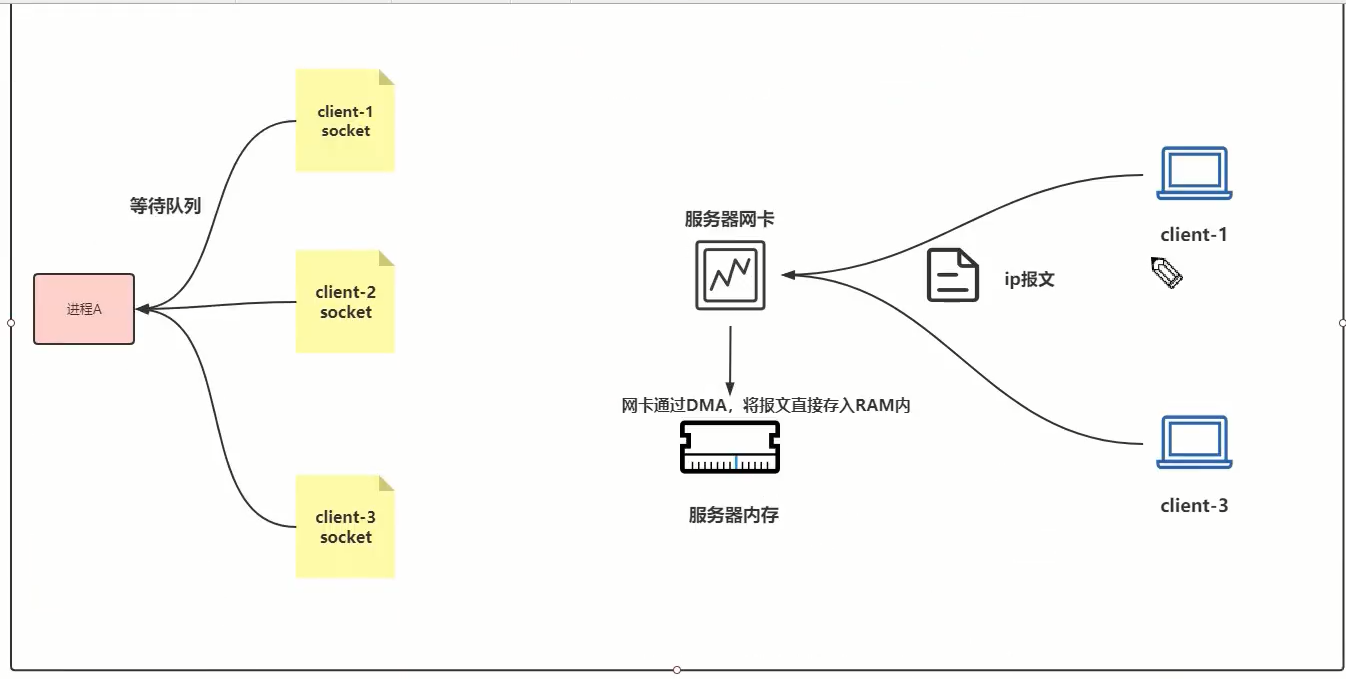 client-1
socket
等待队列
进程A
client-2
socket
client-3
socket
服务器网卡
网卡通过DMA，将报文直接存入RAM内
服务器内存
ip报文
client-1
client-3